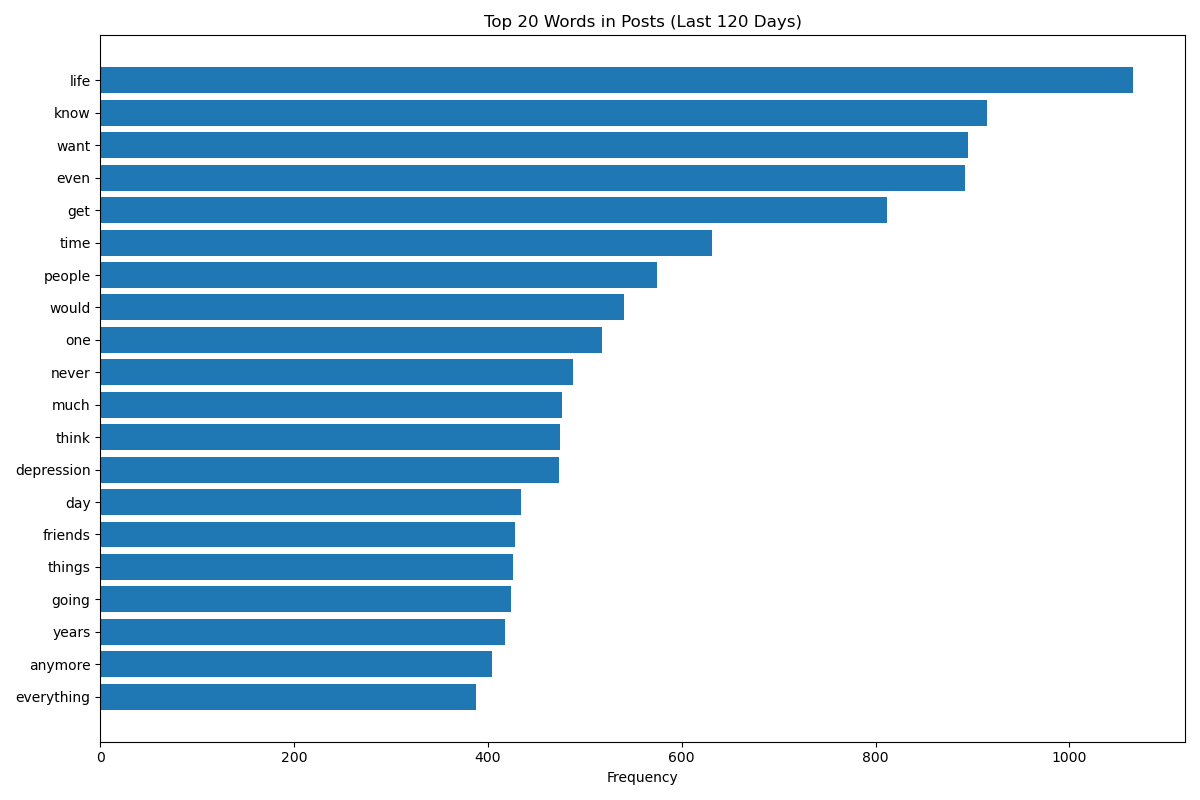 Top 20 Words in Posts (Last 120 Days)
life
know
want
even
get
time
people
would
one
never
much
think
depression
day
friends
things
going
years
anymore
everything
0 200 400 600 800 1000
Frequency